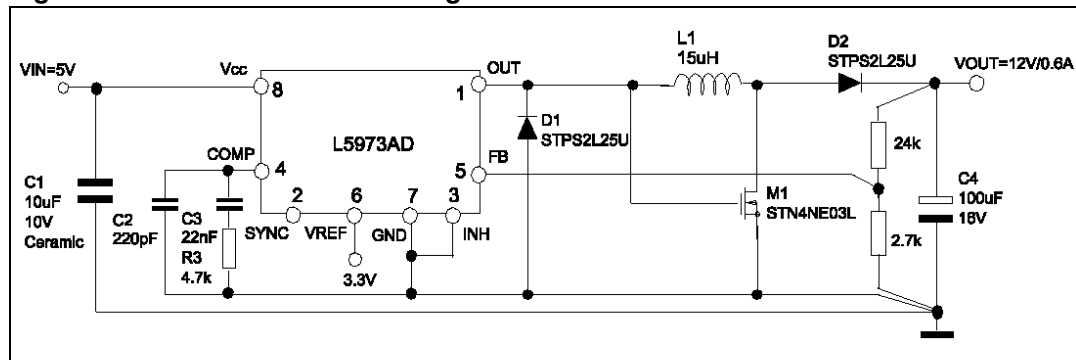 L1
15uH
D2
STPS2L25U
VIN=5V
Vcc
8
OUT
1
VOUT=12V/0.6A
D1
STPS2L25U
L5973AD
FB
5
24k
COMP
4
C1
10uF
10V
Ceramic
C2
220pF
C3
22nF
R3
4.7k
2
SYNC
6
VREF
7
GND
3
INH
3.3V
M1
STN4NE03L
2.7k
C4
100uF
16V